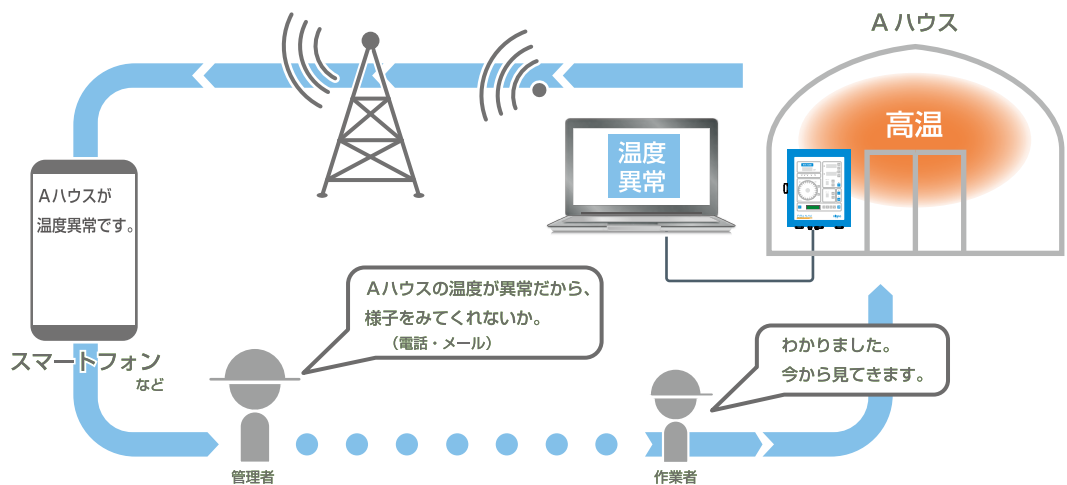 Aハウス
高温
温度
異常
Aハウスが
温度異常です。
スマートフォン
など
Aハウスの温度が異常だから、
様子をみてくれないか。
（電話・メール）
わかりました。
今から見てきます。
管理者
作業者